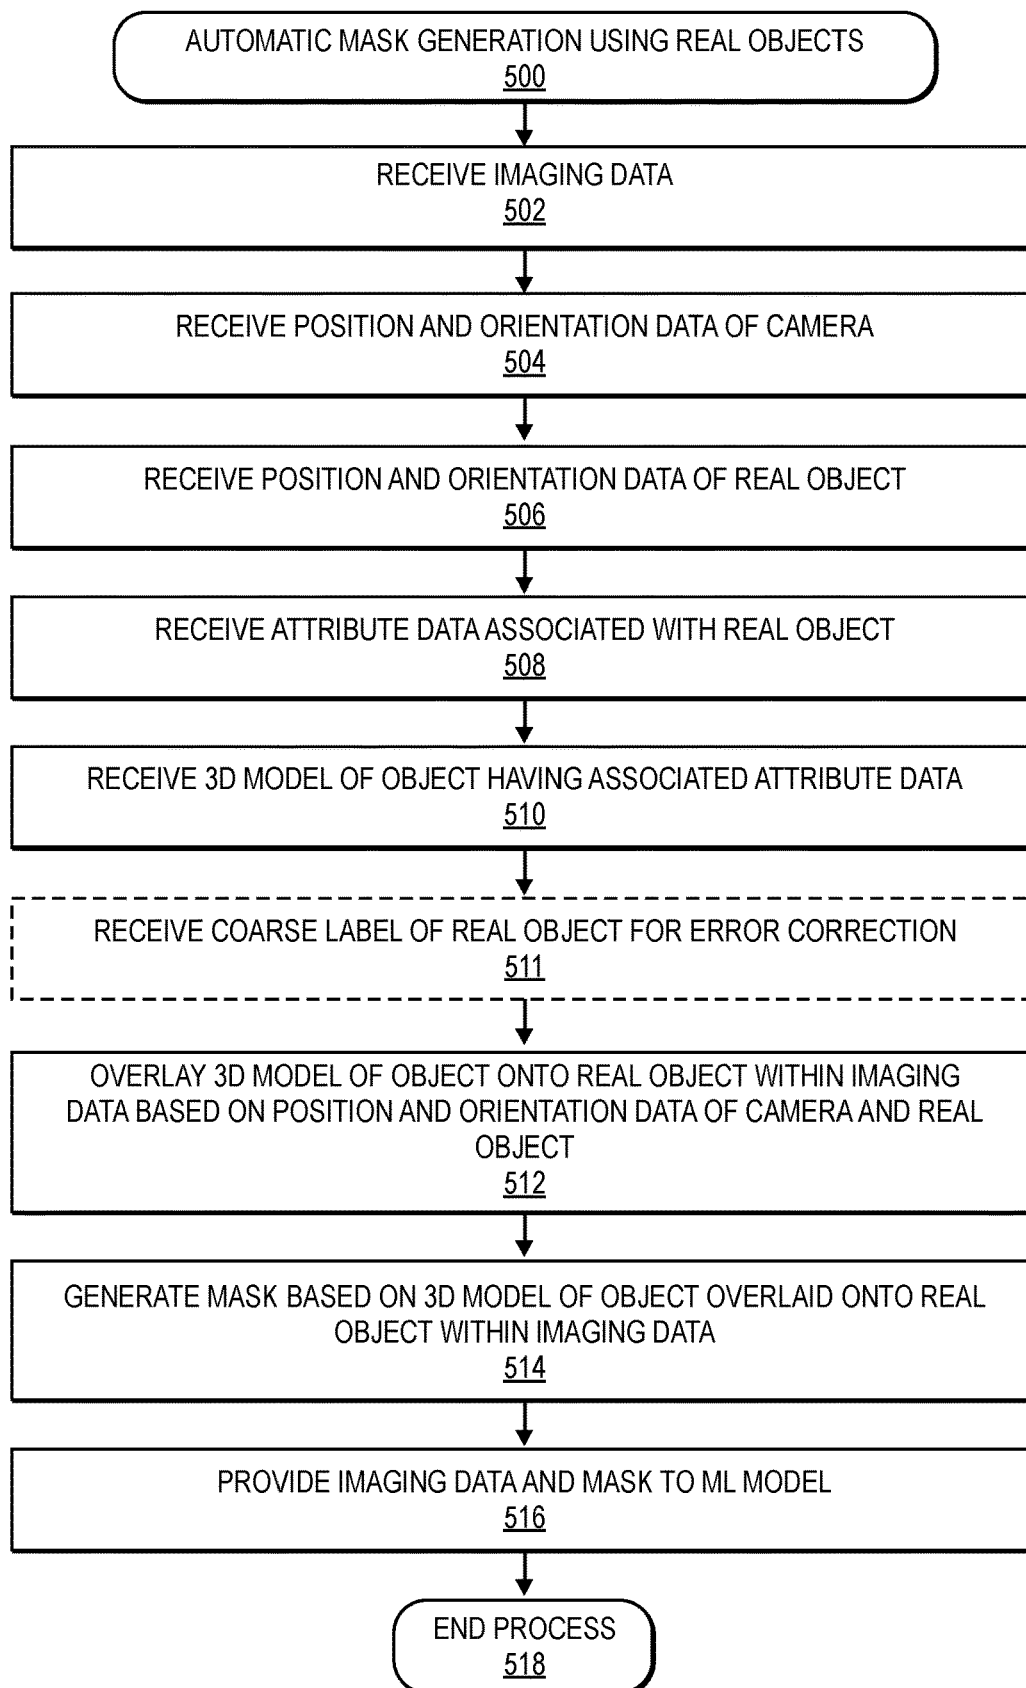 AUTOMATIC MASK GENERATION USING REAL OBJECTS
500
RECEIVE IMAGING DATA
502
RECEIVE POSITION AND ORIENTATION DATA OF CAMERA
504
RECEIVE POSITION AND ORIENTATION DATA OF REAL OBJECT
506
RECEIVE ATTRIBUTE DATA ASSOCIATED WITH REAL OBJECT
508
RECEIVE 3D MODEL OF OBJECT HAVING ASSOCIATED ATTRIBUTE DATA
510
RECEIVE COARSE LABEL OF REAL OBJECT FOR ERROR CORRECTION
511
OVERLAY 3D MODEL OF OBJECT ONTO REAL OBJECT WITHIN IMAGING
DATA BASED ON POSITION AND ORIENTATION DATA OF CAMERA AND REAL
OBJECT
512
GENERATE MASK BASED ON 3D MODEL OF OBJECT OVERLAID ONTO REAL
OBJECT WITHIN IMAGING DATA
514
PROVIDE IMAGING DATA AND MASK TO ML MODEL
516
END PROCESS
518